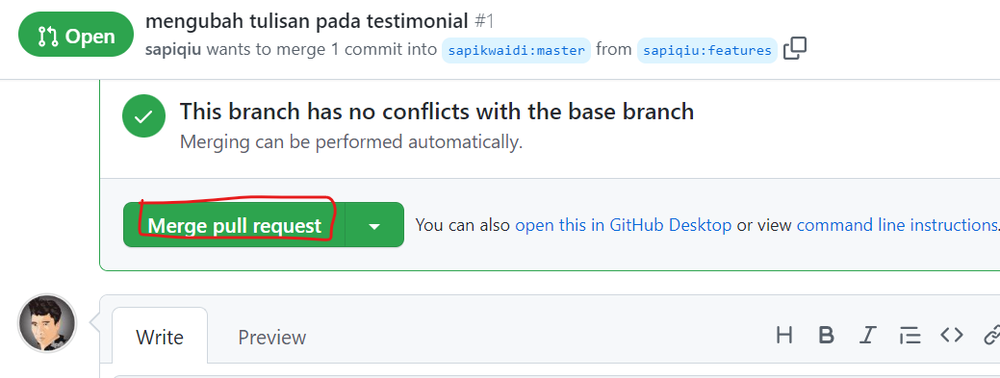 Open
mengubah tulisan pada testimonial #1
sapiqiu wants to merge 1 commit into sapikwaidi:master from sapiqiu:features
This branch has no conflicts with the base branch
Merging can be performed automatically.
Merge pull request
You can also open this in GitHub Desktop or view command line instructions.
Write Preview H B I